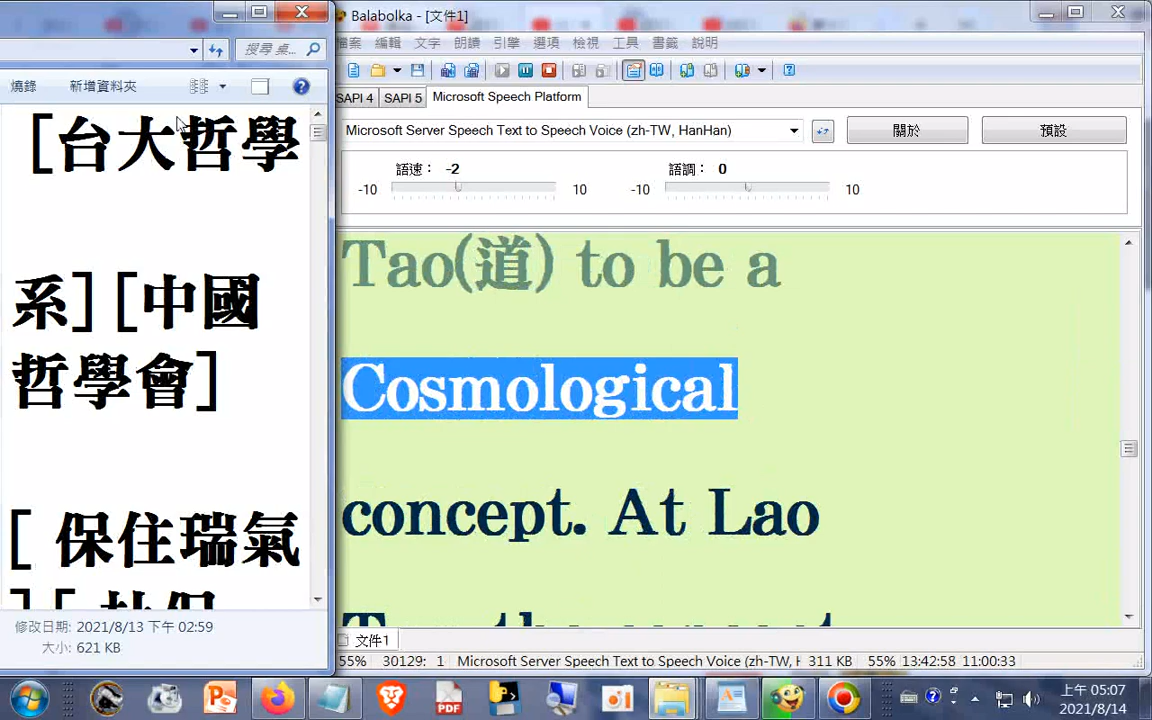 Balabolka - [文件1]
搜尋 桌...
檔案 編輯 文字 朗讀 引擎 選項 檢視 工具 書籤 說明
燒錄 新增資料夾
SAPI 4 SAPI 5 Microsoft Speech Platform
Microsoft Server Speech Text to Speech Voice (zh-TW, HanHan) 關於 預設
語速： -2 語調： 0
-10 10 -10 10
[台大哲學
系] [中國
哲學會]
[ 保住瑞氣
Tao(道) to be a
Cosmological
concept. At Lao
修改日期: 2021/8/13 下午 02:59
大小: 621 KB
文件1
55% 30129: 1 Microsoft Server Speech Text to Speech Voice (zh-TW, H 311 KB 55% 13:42:58 11:00:33
PDF
上午 05:07
2021/8/14